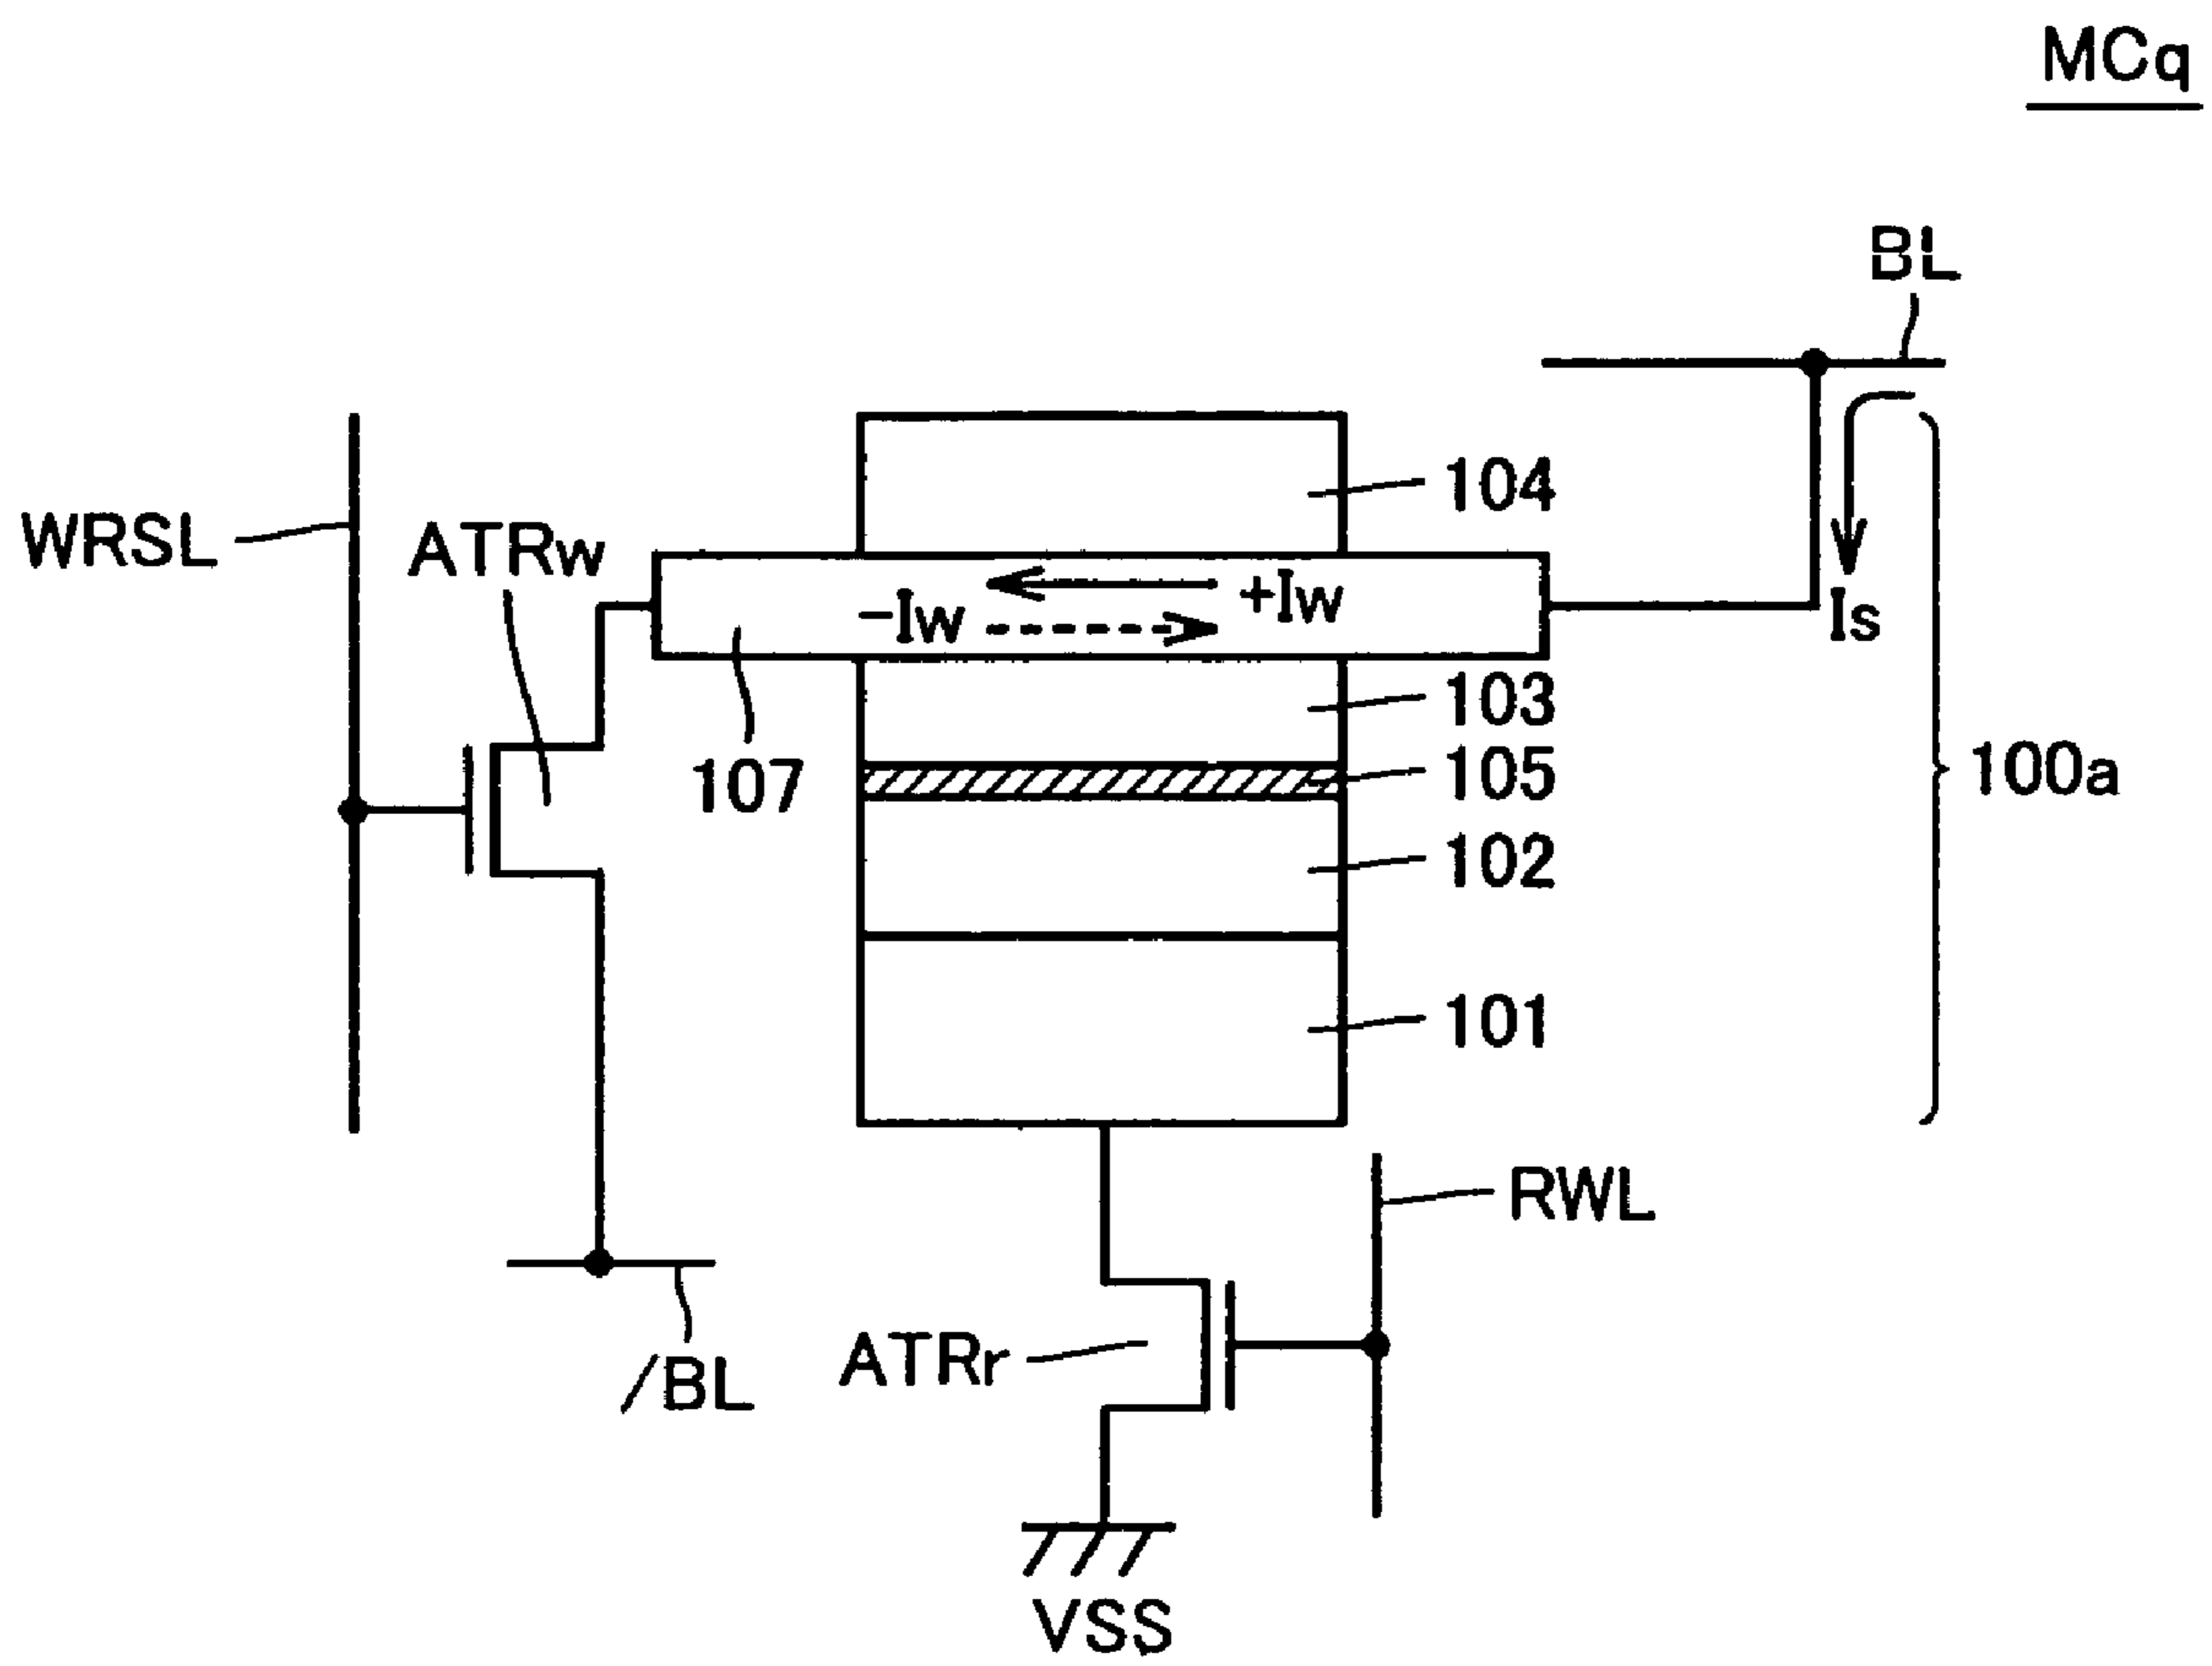 MCq
BL
104
WRSL
ATRw
+Iw
-Iw
Is
103
105
107
100a
102
101
RWL
ATRr
/BL
VSS